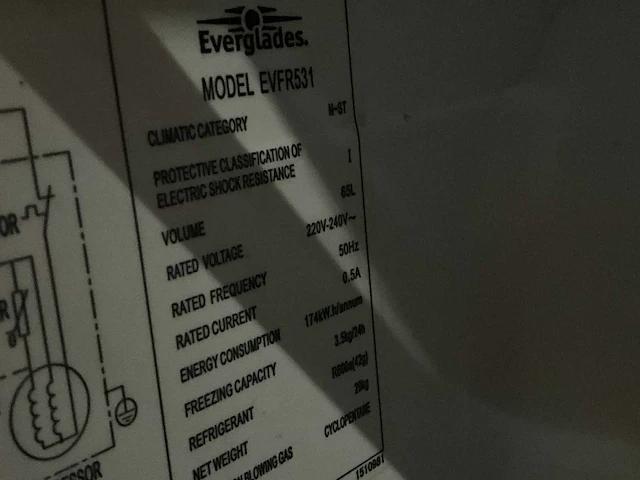 Everglades.
MODEL EVFR531
CLIMATIC CATEGORY N-ST
PROTECTIVE CLASSIFICATION OF
ELECTRIC SHOCK RESISTANCE I
VOLUME 65L
RATED VOLTAGE 220V-240V~
RATED FREQUENCY 50Hz
RATED CURRENT 0.5A
ENERGY CONSUMPTION 174kW.h/annum
FREEZING CAPACITY 3.5kg/24h
REFRIGERANT R600a(42g)
NET WEIGHT 26kg
BLOWING GAS CYCLOPENTANE
1510981